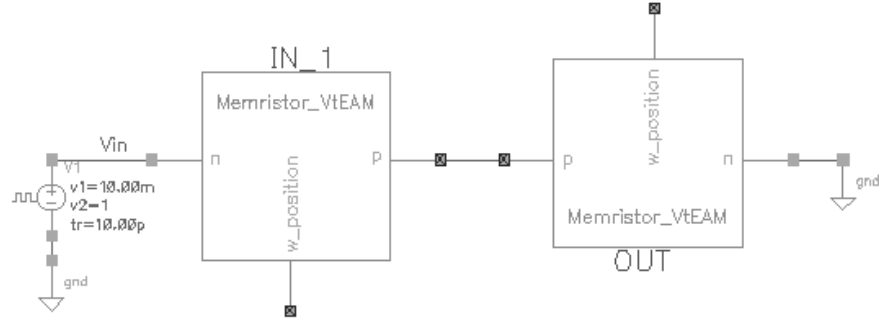 IN_1
Memristor_VtEAM
Vin
n
p
w_position
V1
v1=10.00m
v2=1
tr=10.00p
gnd
p
w_position
n
Memristor_VtEAM
OUT
gnd